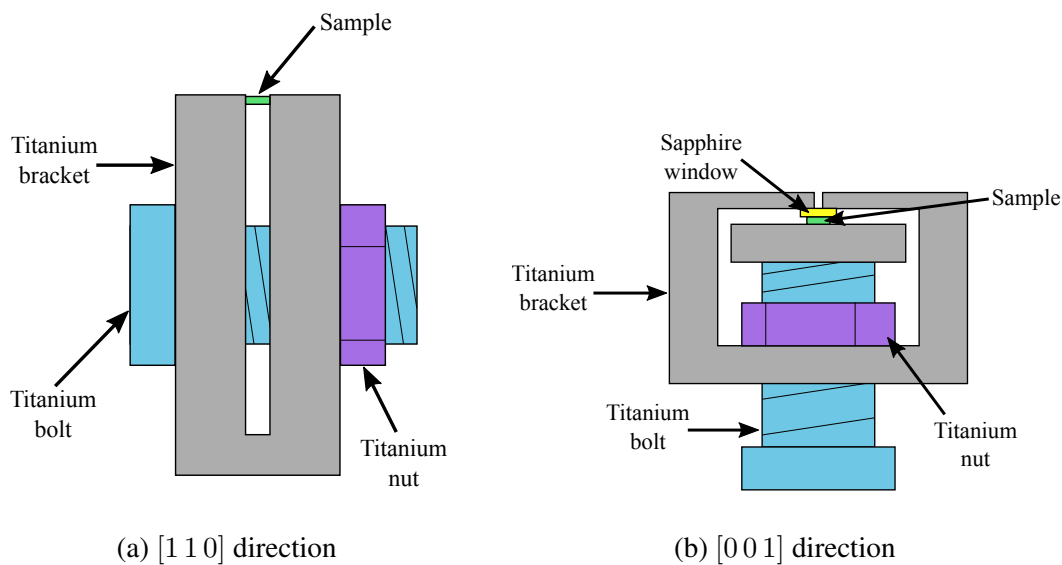 Sample
Titanium
bracket
Titanium
bolt
Titanium
nut
(a) [1 1 0] direction
Sapphire
window
Sample
Titanium
bracket
Titanium
bolt
Titanium
nut
(b) [0 0 1] direction